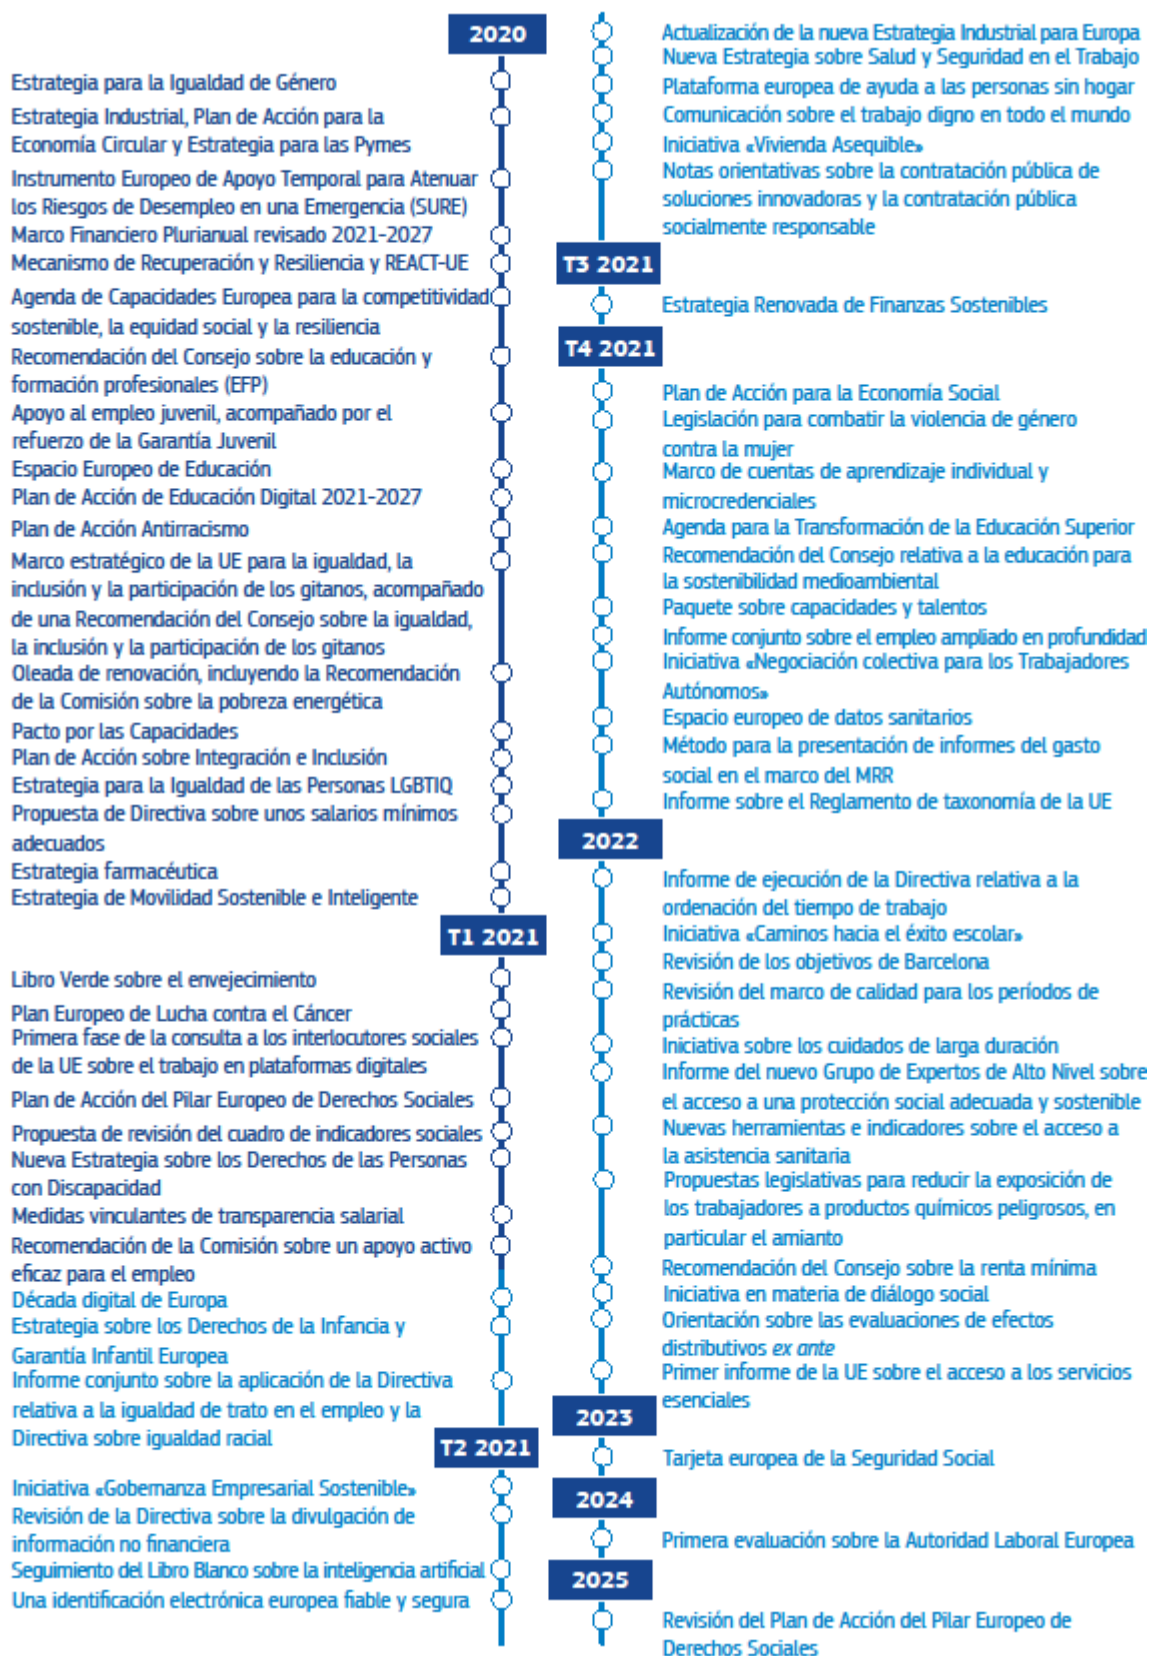 2020
Estrategia para la Igualdad de Género
Estrategia Industrial, Plan de Acción para la
Economía Circular y Estrategia para las Pymes
Instrumento Europeo de Apoyo Temporal para Atenuar
los Riesgos de Desempleo en una Emergencia (SURE)
Marco Financiero Plurianual revisado 2021-2027
Mecanismo de Recuperación y Resiliencia y REACT-UE
Agenda de Capacidades Europea para la competitividad
sostenible, la equidad social y la resiliencia
Recomendación del Consejo sobre la educación y
formación profesionales (EFP)
Apoyo al empleo juvenil, acompañado por el
refuerzo de la Garantía Juvenil
Espacio Europeo de Educación
Plan de Acción de Educación Digital 2021-2027
Plan de Acción Antirracismo
Marco estratégico de la UE para la igualdad, la
inclusión y la participación de los gitanos, acompañado
de una Recomendación del Consejo sobre la igualdad,
la inclusión y la participación de los gitanos
Oleada de renovación, incluyendo la Recomendación
de la Comisión sobre la pobreza energética
Pacto por las Capacidades
Plan de Acción sobre Integración e Inclusión
Estrategia para la Igualdad de las Personas LGBTIQ
Propuesta de Directiva sobre unos salarios mínimos
adecuados
Estrategia farmacéutica
Estrategia de Movilidad Sostenible e Inteligente
T1 2021
Libro Verde sobre el envejecimiento
Plan Europeo de Lucha contra el Cáncer
Primera fase de la consulta a los interlocutores sociales
de la UE sobre el trabajo en plataformas digitales
Plan de Acción del Pilar Europeo de Derechos Sociales
Propuesta de revisión del cuadro de indicadores sociales
Nueva Estrategia sobre los Derechos de las Personas
con Discapacidad
Medidas vinculantes de transparencia salarial
Recomendación de la Comisión sobre un apoyo activo
eficaz para el empleo
Década digital de Europa
Estrategia sobre los Derechos de la Infancia y
Garantía Infantil Europea
Informe conjunto sobre la aplicación de la Directiva
relativa a la igualdad de trato en el empleo y la
Directiva sobre igualdad racial
T2 2021
Iniciativa «Gobernanza Empresarial Sostenible»
Revisión de la Directiva sobre la divulgación de
información no financiera
Seguimiento del Libro Blanco sobre la inteligencia artificial
Una identificación electrónica europea fiable y segura
Actualización de la nueva Estrategia Industrial para Europa
Nueva Estrategia sobre Salud y Seguridad en el Trabajo
Plataforma europea de ayuda a las personas sin hogar
Comunicación sobre el trabajo digno en todo el mundo
Iniciativa «Vivienda Asequible»
Notas orientativas sobre la contratación pública de
soluciones innovadoras y la contratación pública
socialmente responsable
T3 2021
Estrategia Renovada de Finanzas Sostenibles
T4 2021
Plan de Acción para la Economía Social
Legislación para combatir la violencia de género
contra la mujer
Marco de cuentas de aprendizaje individual y
microcredenciales
Agenda para la Transformación de la Educación Superior
Recomendación del Consejo relativa a la educación para
la sostenibilidad medioambiental
Paquete sobre capacidades y talentos
Informe conjunto sobre el empleo ampliado en profundidad
Iniciativa «Negociación colectiva para los Trabajadores
Autónomos»
Espacio europeo de datos sanitarios
Método para la presentación de informes del gasto
social en el marco del MRR
Informe sobre el Reglamento de taxonomía de la UE
2022
Informe de ejecución de la Directiva relativa a la
ordenación del tiempo de trabajo
Iniciativa «Caminos hacia el éxito escolar»
Revisión de los objetivos de Barcelona
Revisión del marco de calidad para los períodos de
prácticas
Iniciativa sobre los cuidados de larga duración
Informe del nuevo Grupo de Expertos de Alto Nivel sobre
el acceso a una protección social adecuada y sostenible
Nuevas herramientas e indicadores sobre el acceso a
la asistencia sanitaria
Propuestas legislativas para reducir la exposición de
los trabajadores a productos químicos peligrosos, en
particular el amianto
Recomendación del Consejo sobre la renta mínima
Iniciativa en materia de diálogo social
Orientación sobre las evaluaciones de efectos
distributivos ex ante
Primer informe de la UE sobre el acceso a los servicios
esenciales
2023
Tarjeta europea de la Seguridad Social
2024
Primera evaluación sobre la Autoridad Laboral Europea
2025
Revisión del Plan de Acción del Pilar Europeo de
Derechos Sociales